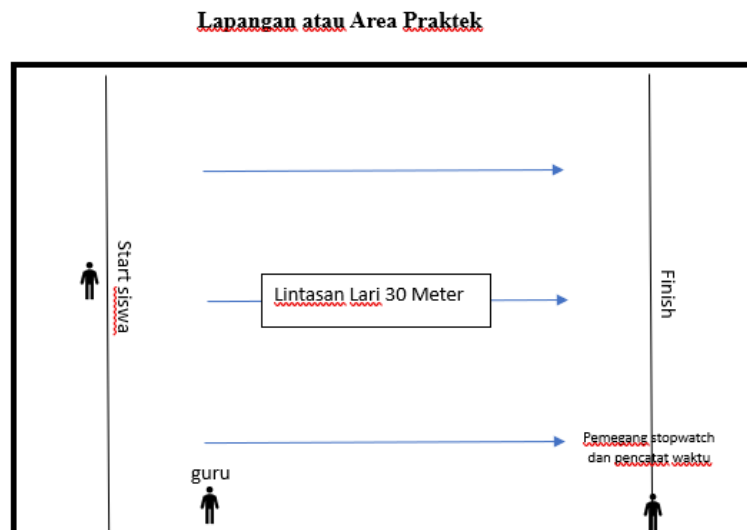 Lapangan atau Area Praktek
Start siswa
Lintasan Lari 30 Meter
Finish
Pemegang stopwatch
dan pencatat waktu
guru